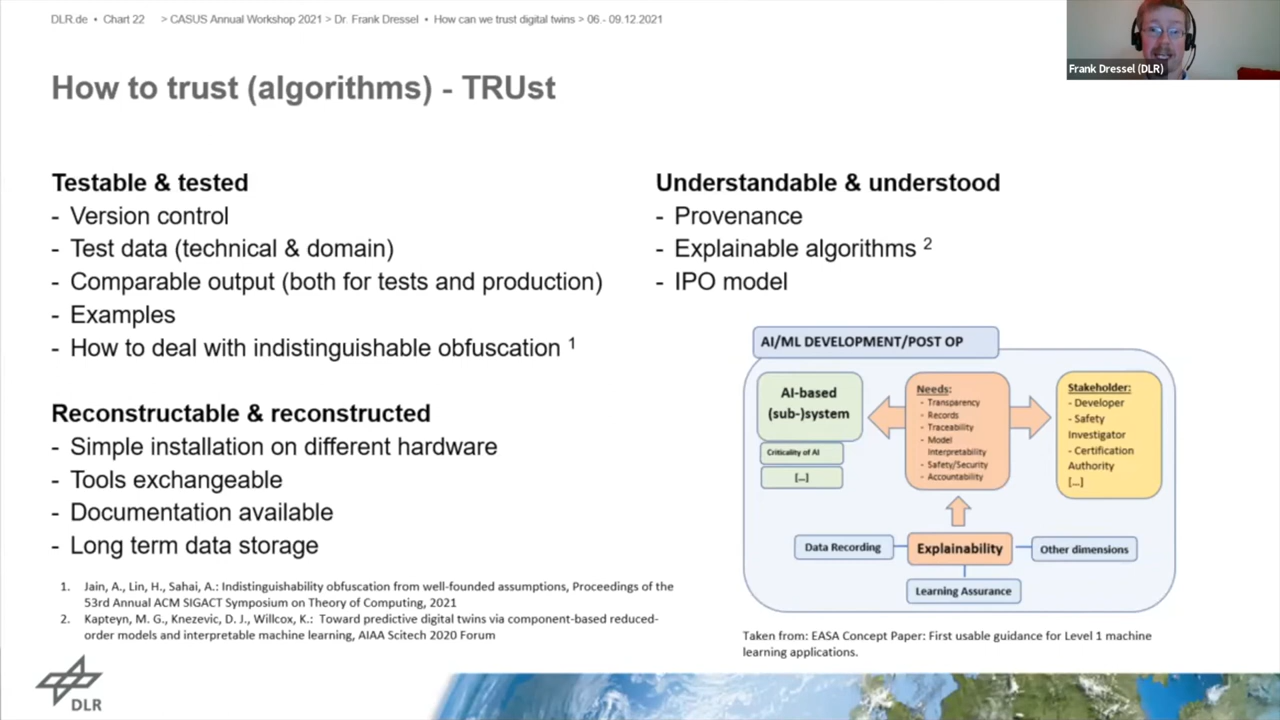 DLR.de • Chart 22 > CASUS Annual Workshop 2021 > Dr. Frank Dressel • How can we trust digital twins > 06.- 09.12.2021
Frank Dressel (DLR)
How to trust (algorithms) - TRUst
Testable & tested
- Version control
- Test data (technical & domain)
- Comparable output (both for tests and production)
- Examples
- How to deal with indistinguishable obfuscation 1
Reconstructable & reconstructed
- Simple installation on different hardware
- Tools exchangeable
- Documentation available
- Long term data storage
1. Jain, A., Lin, H., Sahai, A.: Indistinguishability obfuscation from well-founded assumptions, Proceedings of the
53rd Annual ACM SIGACT Symposium on Theory of Computing, 2021
2. Kapteyn, M. G., Knezevic, D. J., Willcox, K.: Toward predictive digital twins via component-based reduced-
order models and interpretable machine learning, AIAA Scitech 2020 Forum
Understandable & understood
- Provenance
- Explainable algorithms 2
- IPO model
AI/ML DEVELOPMENT/POST OP
AI-based
(sub-)system
Criticality of AI
[...]
Needs:
- Transparency
- Records
- Traceability
- Model
Interpretability
- Safety/Security
- Accountability
Stakeholder:
- Developer
- Safety
Investigator
- Certification
Authority
[...]
Data Recording
Explainability
Other dimensions
Learning Assurance
Taken from: EASA Concept Paper: First usable guidance for Level 1 machine
learning applications.
DLR